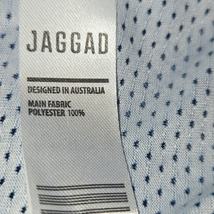 JAGGAD
DESIGNED IN AUSTRALIA
MAIN FABRIC
POLYESTER 100%